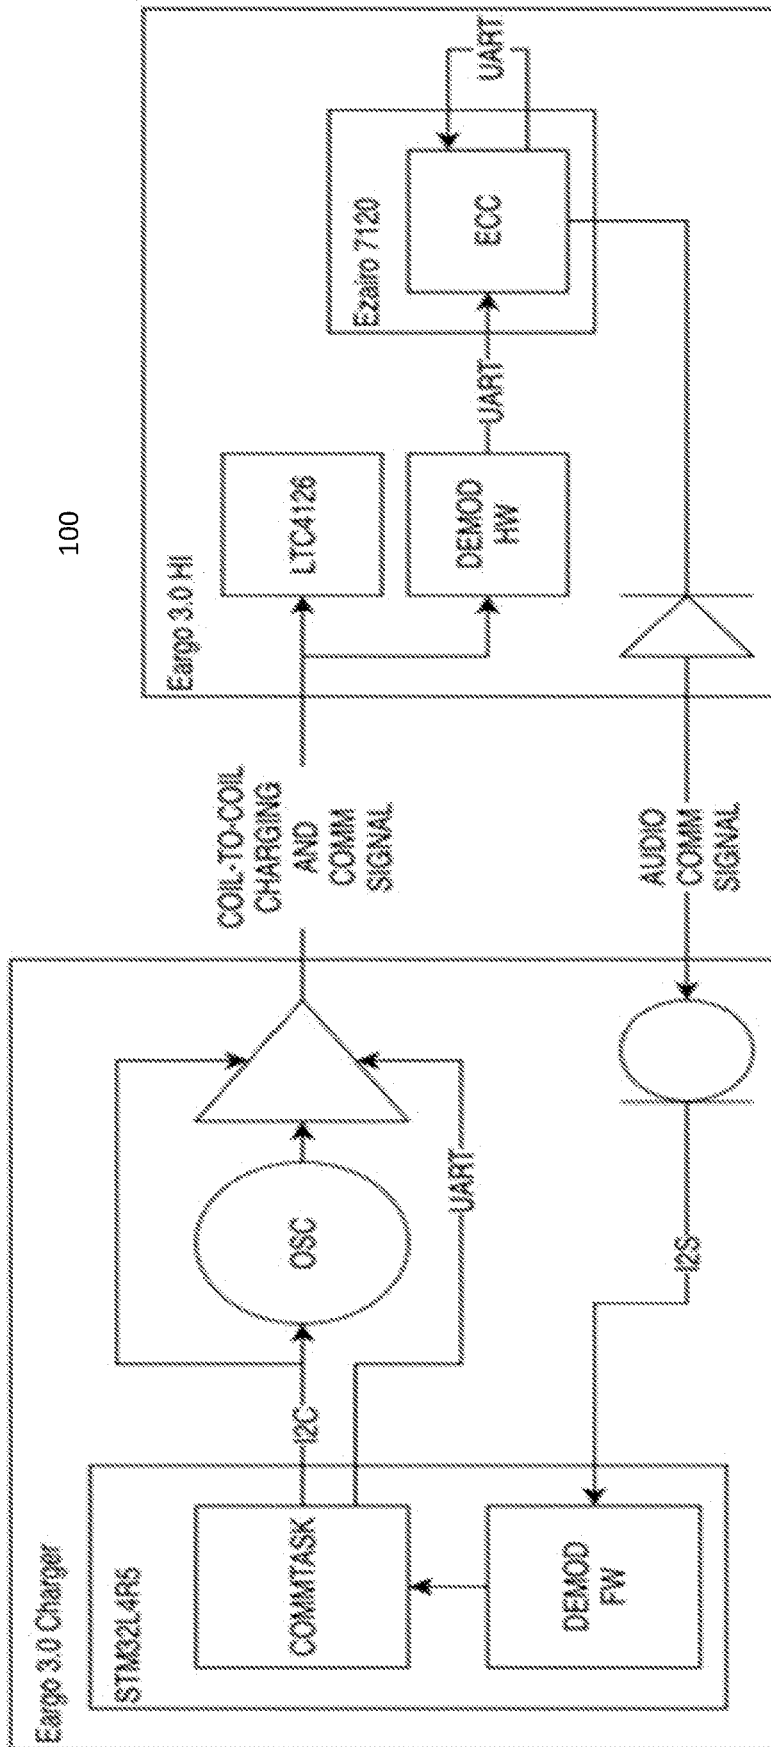 100
Eargo 3.0 Charger
STM32L4R5
COMMTASK
DEMOD
FW
I2C
OSC
UART
I2S
COIL-TO-COIL
CHARGING
AND
COMM
SIGNAL
AUDIO
COMM
SIGNAL
Eargo 3.0 HI
LTC4126
DEMOD
HW
UART
Ezairo 7120
ECC
UART